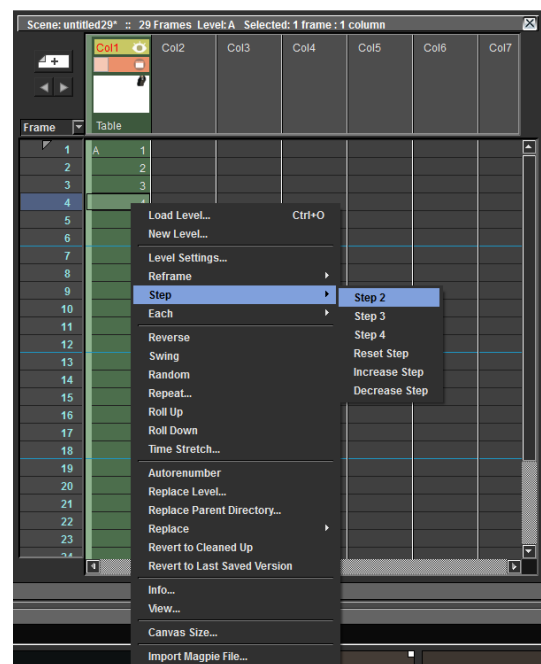 Scene: untitled29* :: 29 Frames Level: A Selected: 1 frame : 1 column
Col1 Col2 Col3 Col4 Col5 Col6 Col7
Frame Table
1 A 1
2 2
3 3
4
5
6
7
8
9
10
11
12
13
14
15
16
17
18
19
20
21
22
23
Load Level... Ctrl+O
New Level...
Level Settings...
Reframe
Step
Each
Reverse
Swing
Random
Repeat...
Roll Up
Roll Down
Time Stretch...
Autorenumber
Replace Level...
Replace Parent Directory...
Replace
Revert to Cleaned Up
Revert to Last Saved Version
Info...
View...
Canvas Size...
Import Magpie File...
Step 2
Step 3
Step 4
Reset Step
Increase Step
Decrease Step